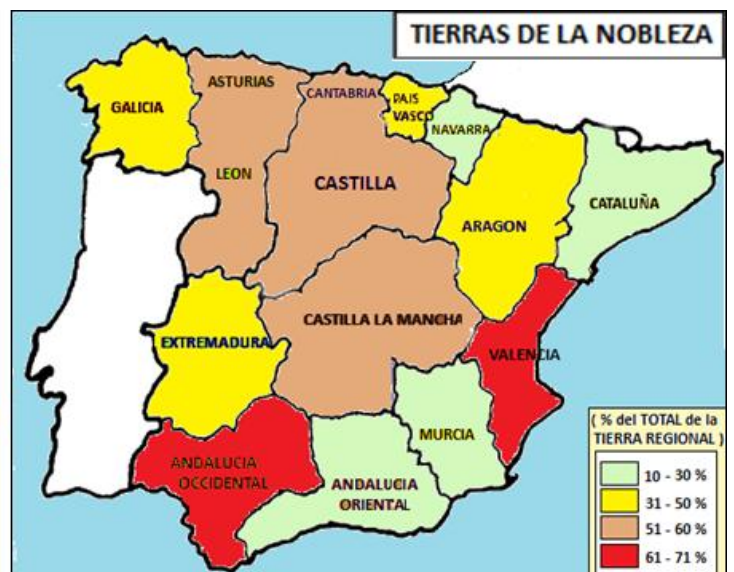 TIERRAS DE LA NOBLEZA
ASTURIAS
CANTABRIA
PAIS
VASCO
GALICIA
NAVARRA
LEON
CASTILLA
CATALUÑA
ARAGON
CASTILLA LA MANCHA
EXTREMADURA
VALENCIA
MURCIA
ANDALUCIA
OCCIDENTAL
ANDALUCIA
ORIENTAL
( % del TOTAL de la
TIERRA REGIONAL )
10 - 30 %
31 - 50 %
51 - 60 %
61 - 71 %